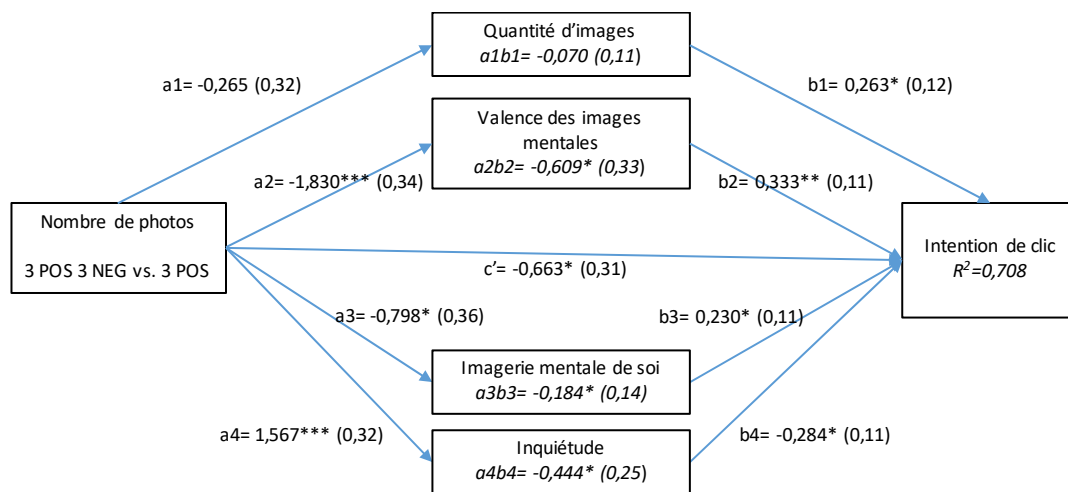 Quantité d’images
a1b1= -0,070 (0,11)
a1= -0,265 (0,32)
b1= 0,263* (0,12)
Valence des images
mentales
a2b2= -0,609* (0,33)
a2= -1,830*** (0,34)
b2= 0,333** (0,11)
Nombre de photos
3 POS 3 NEG vs. 3 POS
Intention de clic
R²=0,708
c’= -0,663* (0,31)
a3= -0,798* (0,36)
b3= 0,230* (0,11)
Imagerie mentale de soi
a3b3= -0,184* (0,14)
a4= 1,567*** (0,32)
b4= -0,284* (0,11)
Inquiétude
a4b4= -0,444* (0,25)